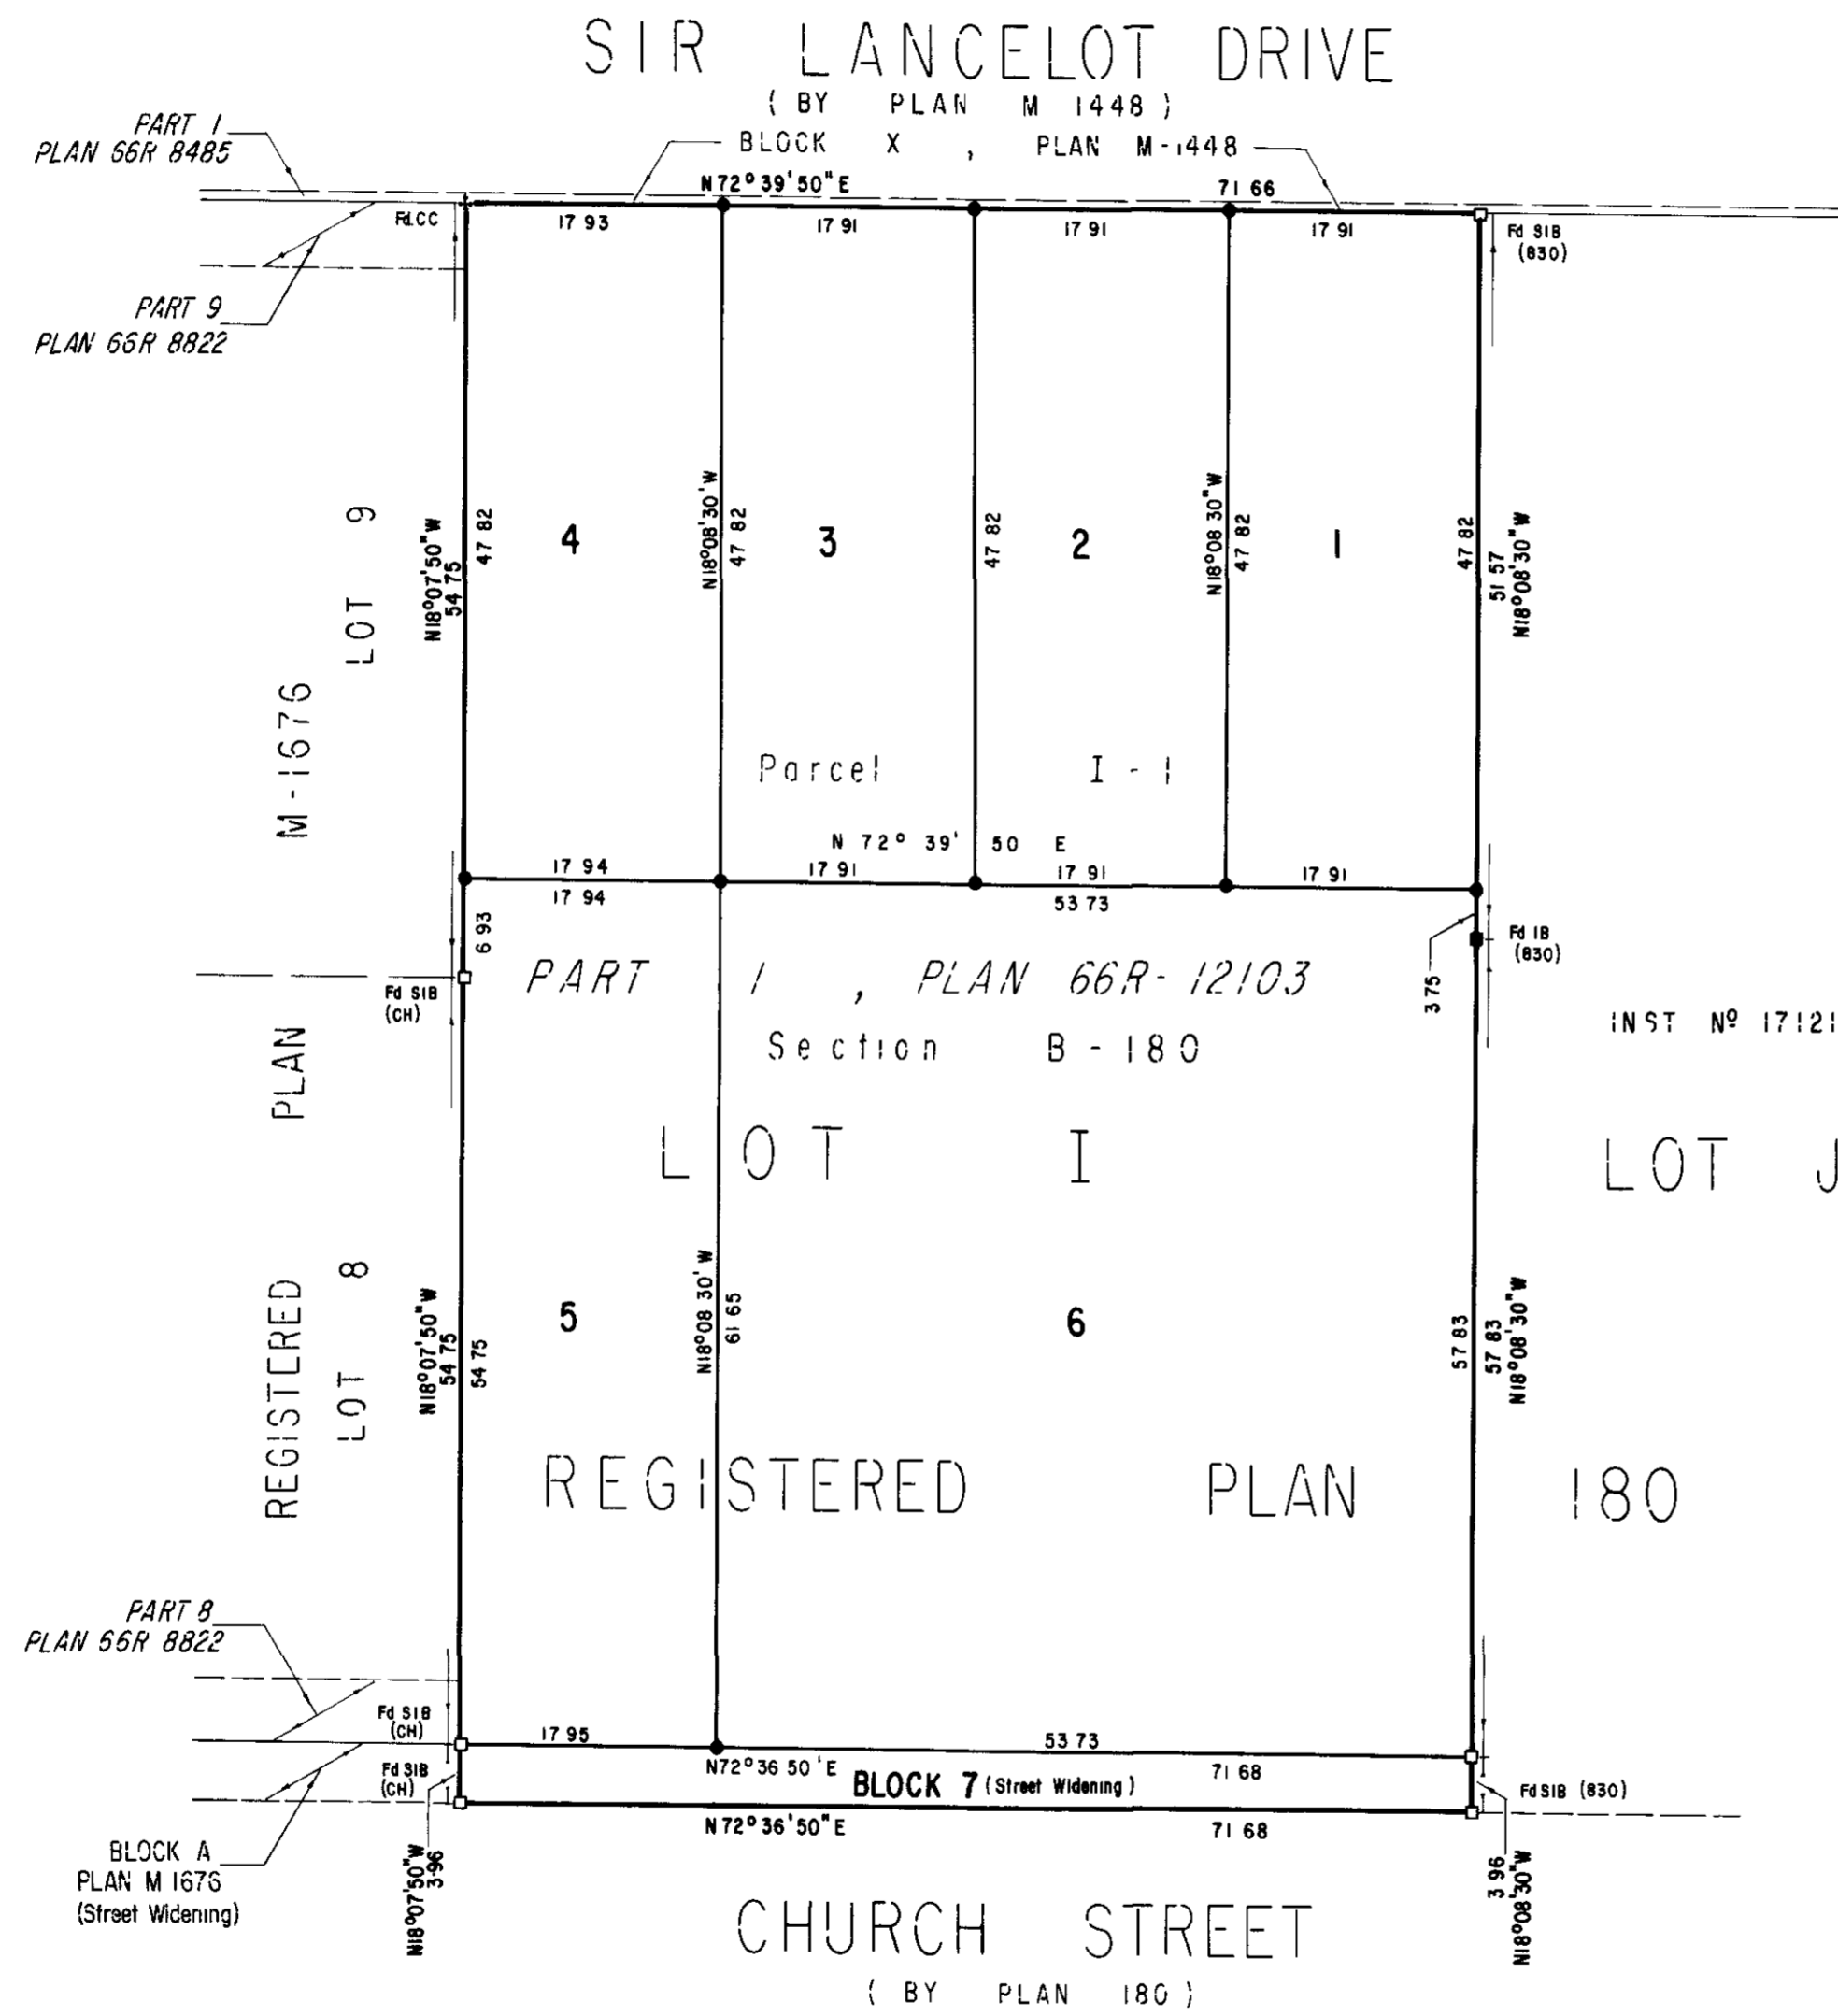 SIR LANCELOT DRIVE
( BY PLAN M 1448 )
BLOCK X , PLAN M-1448
PART 1
PLAN 66R 8485
N72°39'50"E
71 66
Fd.CC
17 93
17 91
17 91
17 91
Fd SIB
(830)
PART 9
PLAN 66R 8822
LOT 9
N18°07'50"W
54 75
47 82
4
N18°08'30'W
47 82
3
47 82
2
N18°08 30"W
47 82
1
47 82
51 57
N18°08'30"W
M-1676
Parcel I-1
N 72° 39' 50 E
17 94
17 91
17 91
17 91
17 94
53 73
6 93
3 75
Fd IB
(830)
Fd SIB
(CH)
PART 1 , PLAN 66R-12103
Section B-180
INST Nº 17121
PLAN
LOT I
LOT J
REGISTERED
LOT 8
N18°07'50"W
54 75
54 75
5
N18°08 30'W
61 65
6
57 83
57 83
N18°08'30"W
REGISTERED PLAN 180
PART 8
PLAN 66R 8822
Fd SIB
(CH)
17 95
53 73
N72°36 50'E
71 68
Fd SIB
(CH)
BLOCK 7 (Street Widening)
Fd SIB (830)
N72°36'50"E
71 68
BLOCK A
PLAN M 1676
(Street Widening)
N18°07'50"W
3·96
3 96
N18°08'30"W
CHURCH STREET
( BY PLAN 180 )